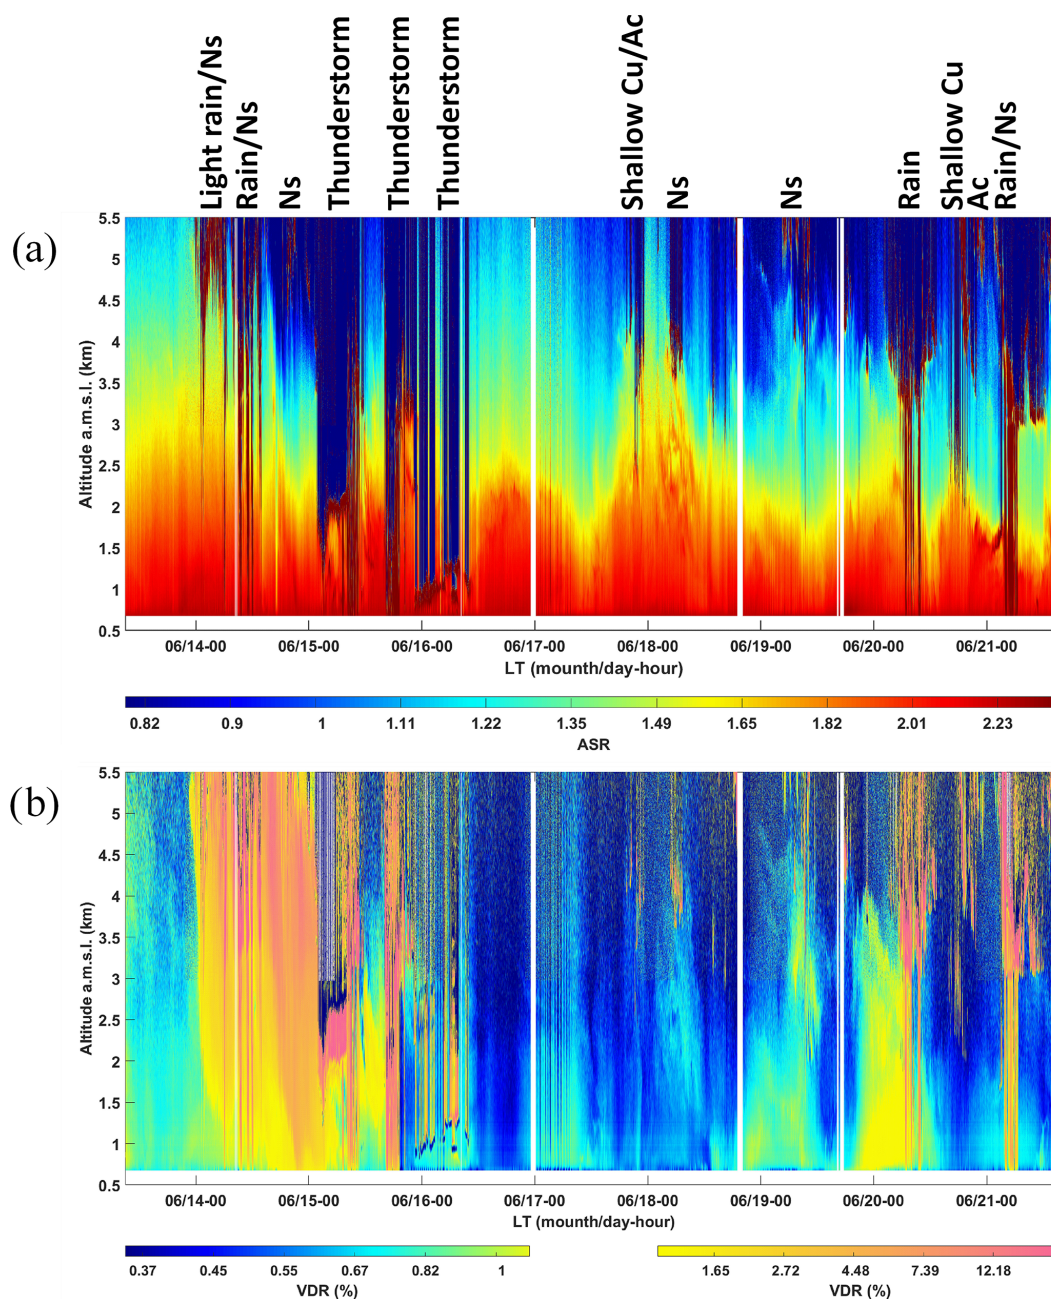 Light rain/Ns
Rain/Ns
Ns
Thunderstorm
Thunderstorm
Thunderstorm
Shallow Cu/Ac
Ns
Ns
Rain
Shallow Cu
Ac
Rain/Ns
(a)
Altitude a.m.s.l. (km)
5.5
5
4.5
4
3.5
3
2.5
2
1.5
1
0.5
06/14-00 06/15-00 06/16-00 06/17-00 06/18-00 06/19-00 06/20-00 06/21-00
LT (mounth/day-hour)
0.82 0.9 1 1.11 1.22 1.35 1.49 1.65 1.82 2.01 2.23
ASR
(b)
Altitude a.m.s.l. (km)
5.5
5
4.5
4
3.5
3
2.5
2
1.5
1
0.5
06/14-00 06/15-00 06/16-00 06/17-00 06/18-00 06/19-00 06/20-00 06/21-00
LT (mounth/day-hour)
0.37 0.45 0.55 0.67 0.82 1
VDR (%)
1.65 2.72 4.48 7.39 12.18
VDR (%)